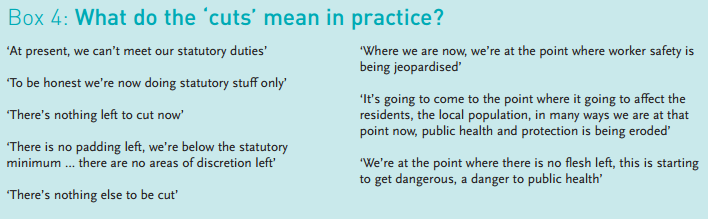 Box 4: What do the ‘cuts’ mean in practice?
‘At present, we can’t meet our statutory duties’
‘To be honest we’re now doing statutory stuff only’
‘There’s nothing left to cut now’
‘There is no padding left, we’re below the statutory
minimum ... there are no areas of discretion left’
‘There’s nothing else to be cut’
‘Where we are now, we’re at the point where worker safety is
being jeopardised’
‘It’s going to come to the point where it going to affect the
residents, the local population, in many ways we are at that
point now, public health and protection is being eroded’
‘We’re at the point where there is no flesh left, this is starting
to get dangerous, a danger to public health’